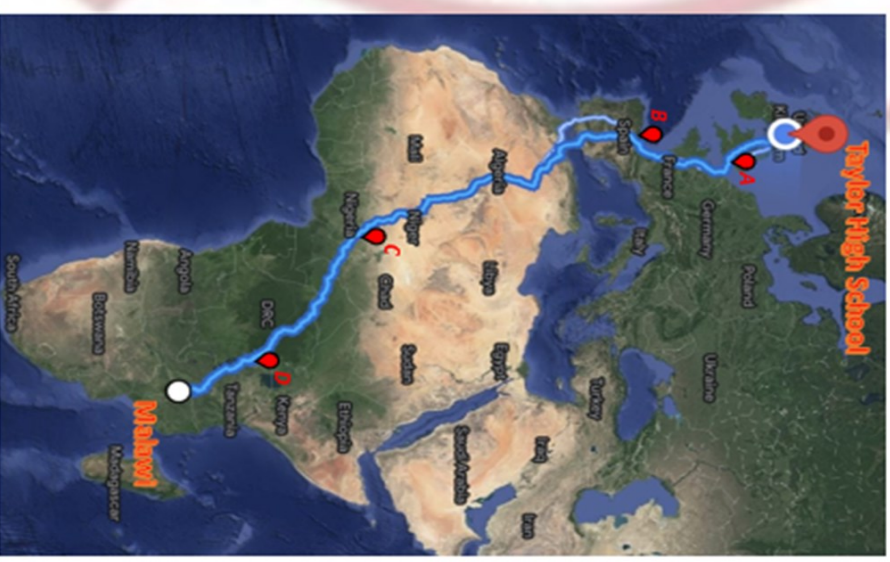 Taylor High School
U K m
A
B
Poland
Germany
Ukraine
France
Spain
Italy
Turkey
Iraq
Iran
Algeria
Libya
Egypt
Saudi Arabia
Mali
Niger
C
Chad
Sudan
Nigeria
Ethiopia
DRC
D
Kenya
Tanzania
Angola
Malawi
Namibia
Botswana
Madagascar
South Africa